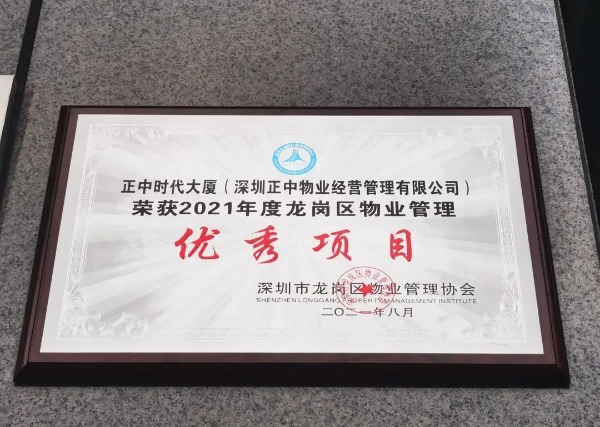 正中时代大厦（深圳正中物业经营管理有限公司）
荣获2021年度龙岗区物业管理
优秀项目
深圳市龙岗区物业管理协会
SHENZHEN LONGGANG PROPERTY MANAGEMENT INSTITUTE
二〇二一年八月